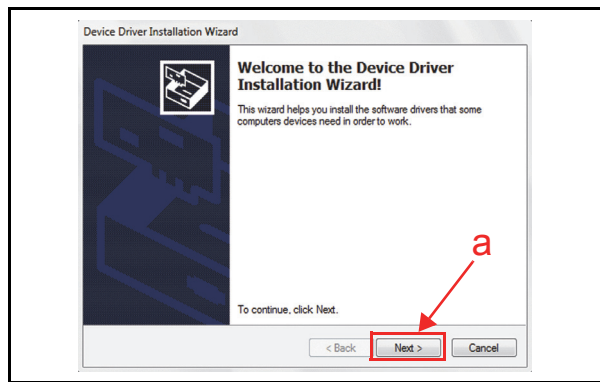 Device Driver Installation Wizard
Welcome to the Device Driver
Installation Wizard!
This wizard helps you install the software drivers that some
computers devices need in order to work.
a
To continue, click Next.
< Back
Next >
Cancel